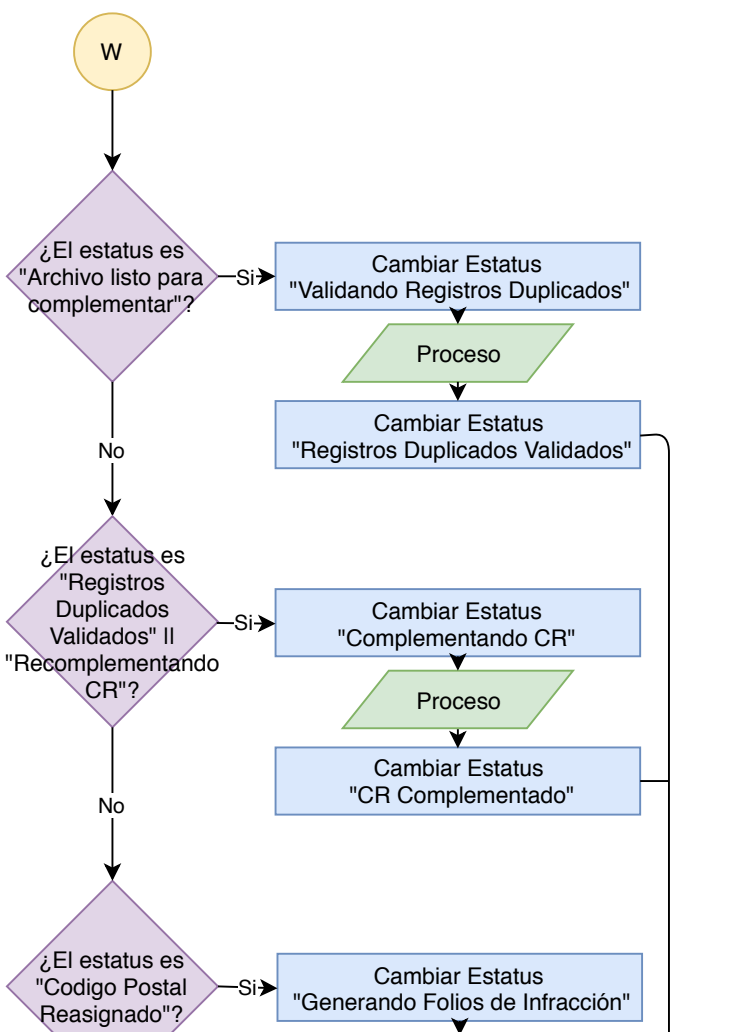 W
¿El estatus es
"Archivo listo para
complementar"?
Si
Cambiar Estatus
"Validando Registros Duplicados"
Proceso
Cambiar Estatus
"Registros Duplicados Validados"
No
¿El estatus es
"Registros
Duplicados
Validados" ||
"Recomplementando
CR"?
Si
Cambiar Estatus
"Complementando CR"
Proceso
Cambiar Estatus
"CR Complementado"
No
¿El estatus es
"Codigo Postal
Reasignado"?
Si
Cambiar Estatus
"Generando Folios de Infracción"